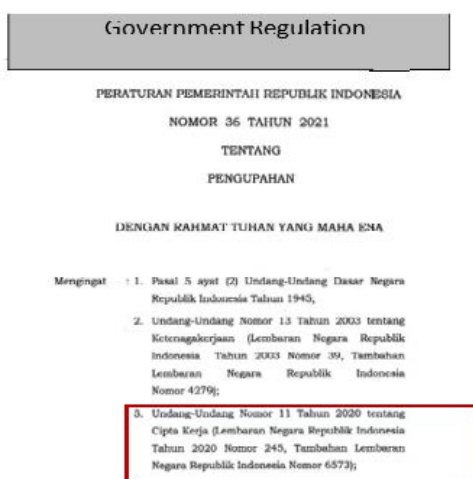 Government Regulation
PERATURAN PEMERINTAH REPUBLIK INDONESIA
NOMOR 36 TAHUN 2021
TENTANG
PENGUPAHAN
DENGAN RAHMAT TUHAN YANG MAHA ESA
Mengingat : 1. Pasal 5 ayat (2) Undang-Undang Dasar Negara
Republik Indonesia Tahun 1945;
2. Undang-Undang Nomor 13 Tahun 2003 tentang
Ketenagakerjaan (Lembaran Negara Republik
Indonesia Tahun 2003 Nomor 39, Tambahan
Lembaran Negara Republik Indonesia
Nomor 4279);
3. Undang-Undang Nomor 11 Tahun 2020 tentang
Cipta Kerja (Lembaran Negara Republik Indonesia
Tahun 2020 Nomor 245, Tambahan Lembaran
Negara Republik Indonesia Nomor 6573);